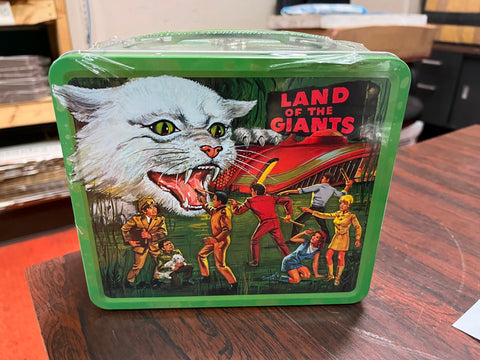 LAND
OF THE
GIANTS